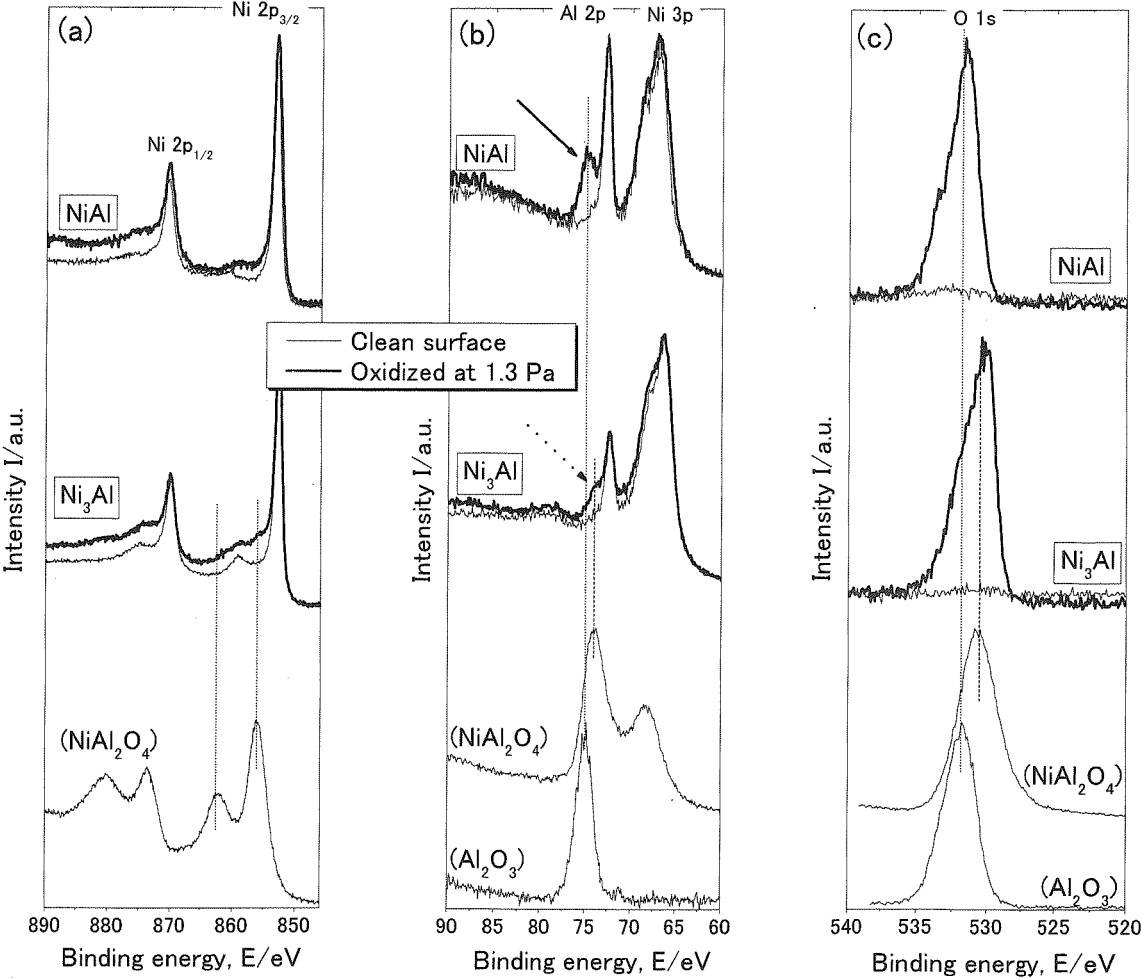 Ni 2p3/2
(a)
Ni 2p1/2
NiAl
Ni3Al
(NiAl2O4)
Intensity I/a.u.
890 880 870 860 850
Binding energy, E/eV
Clean surface
Oxidized at 1.3 Pa
Al 2p Ni 3p
(b)
NiAl
Ni3Al
(NiAl2O4)
(Al2O3)
Intensity I/a.u.
90 85 80 75 70 65 60
Binding energy, E/eV
(c)
O 1s
NiAl
Ni3Al
(NiAl2O4)
(Al2O3)
Intensity I/a.u.
540 535 530 525 520
Binding energy, E/eV